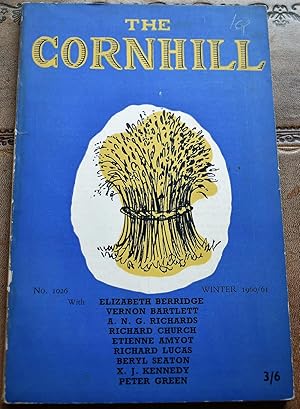 THE
CORNHILL
No. 1026 WINTER 1960/61
With ELIZABETH BERRIDGE
VERNON BARTLETT
A. N. G. RICHARDS
RICHARD CHURCH
ETIENNE AMYOT
RICHARD LUCAS
BERYL SEATON
X. J. KENNEDY
PETER GREEN
3/6